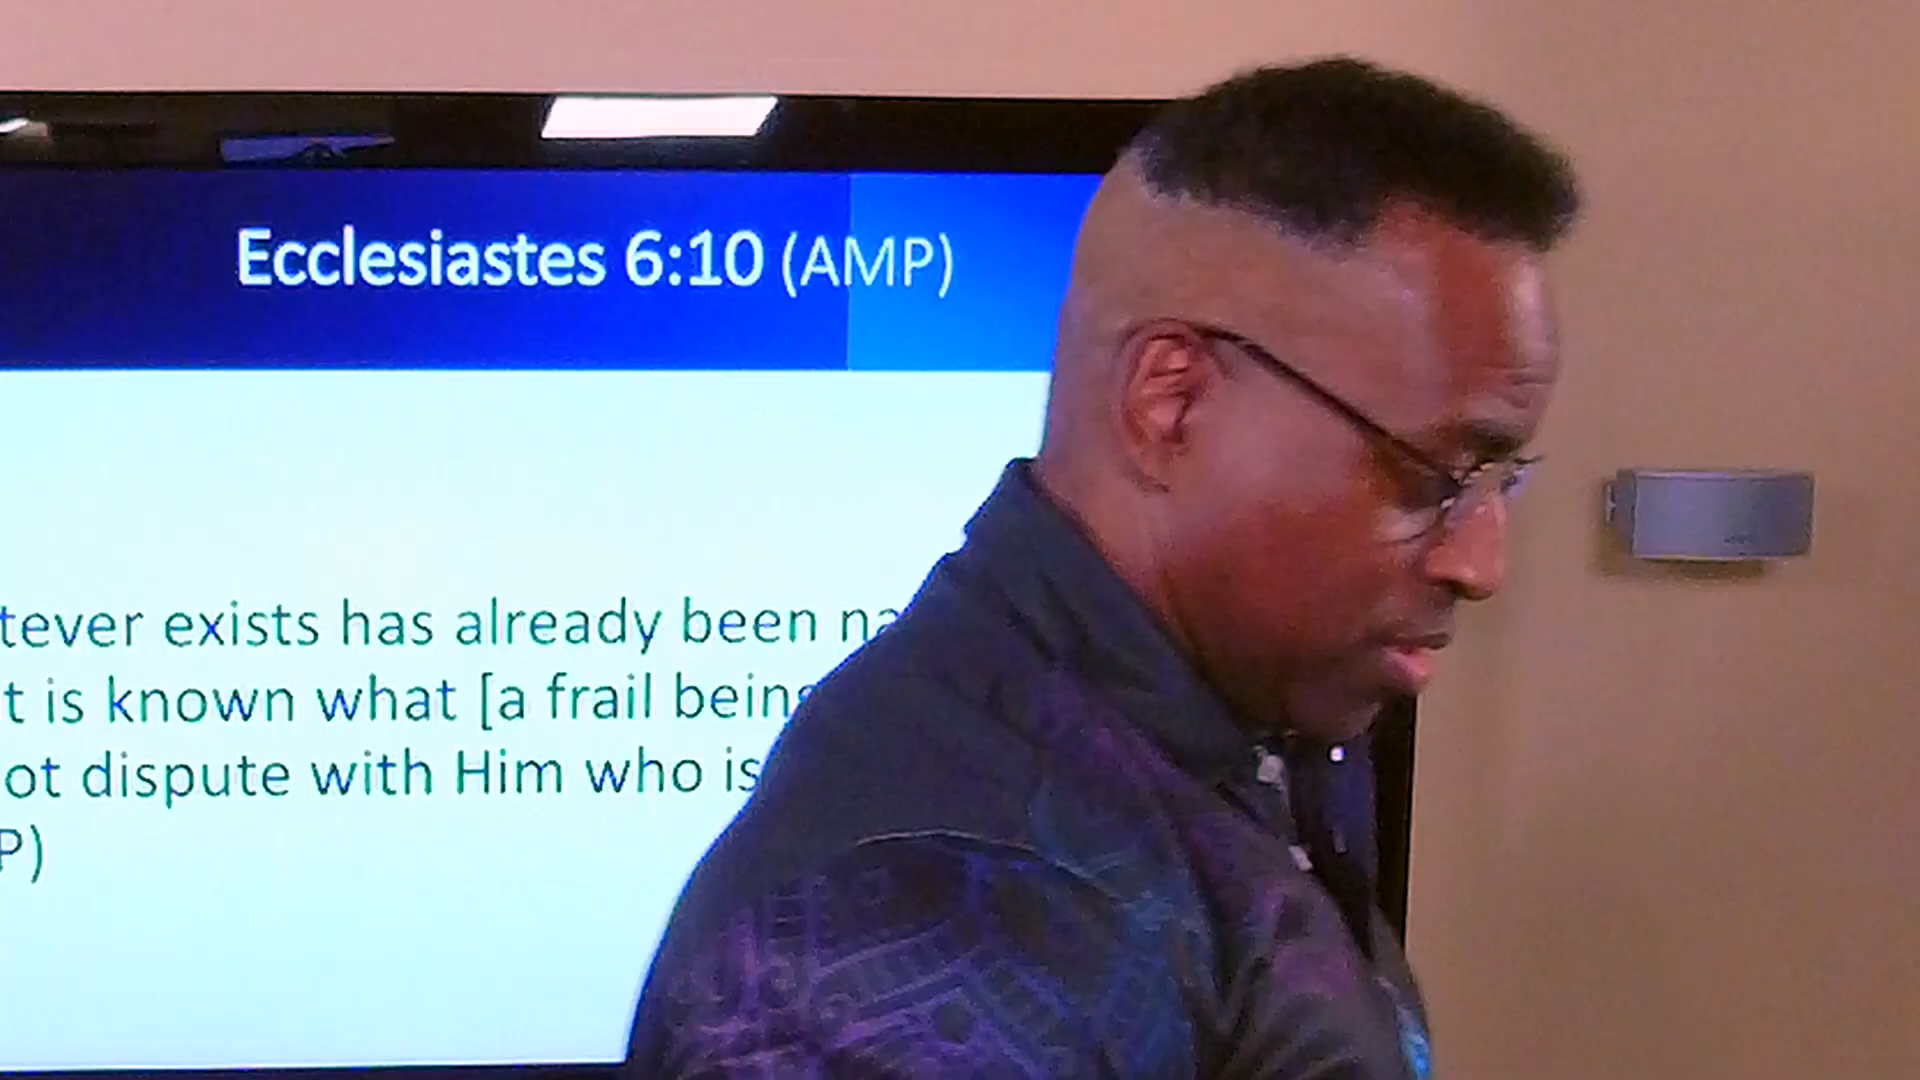 Ecclesiastes 6:10 (AMP)
tever exists has already been na
t is known what [a frail being
ot dispute with Him who is
P)